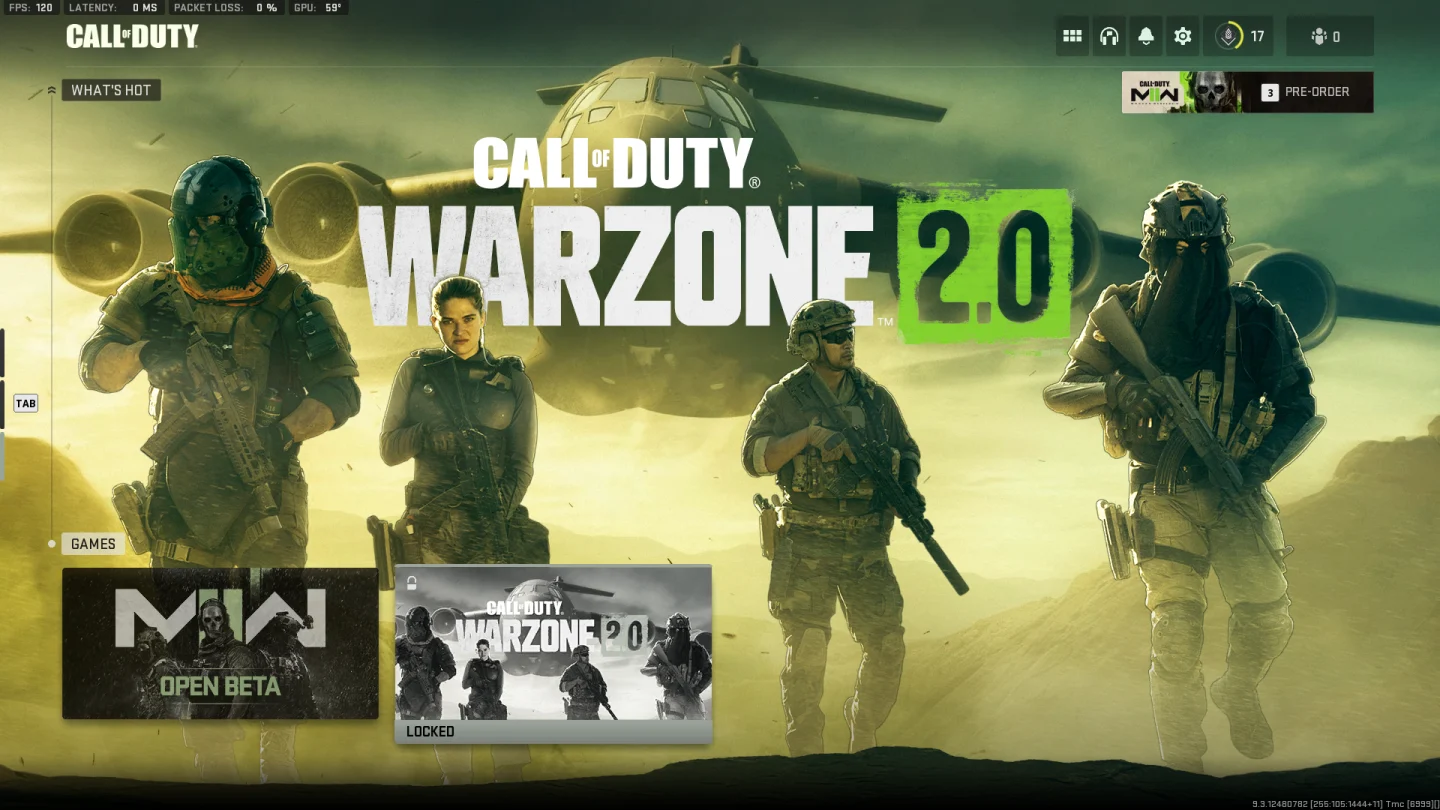 FPS: 120 LATENCY: 0 MS PACKET LOSS: 0 % GPU: 59°
CALL OF DUTY
17
0
WHAT'S HOT
CALL OF DUTY
MWII
3 PRE-ORDER
CALL OF DUTY®
WARZONE™ 2.0
TAB
GAMES
MWII
OPEN BETA
CALL OF DUTY
WARZONE 2.0
LOCKED
9.3.12480782 [255:105:1444+11] Tmc [6999]